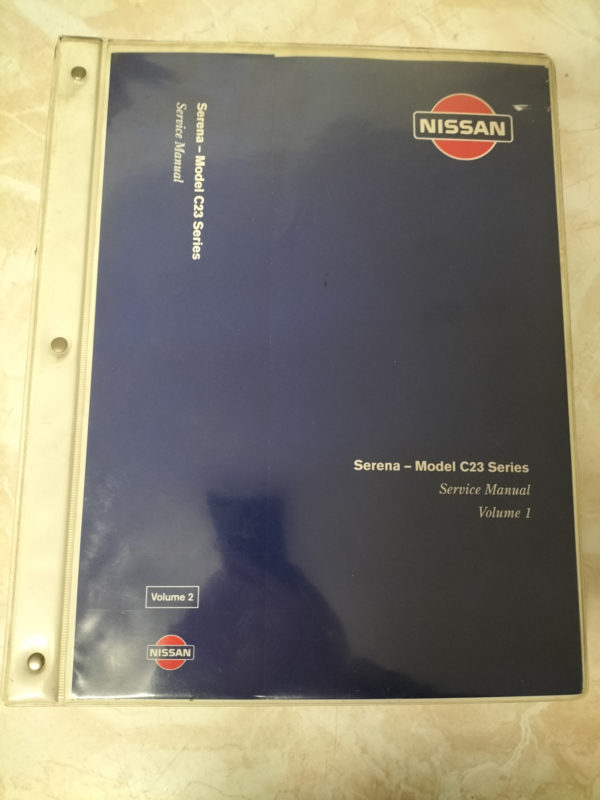 NISSAN
Serena – Model C23 Series
Service Manual
Serena – Model C23 Series
Service Manual
Volume 1
Volume 2
NISSAN